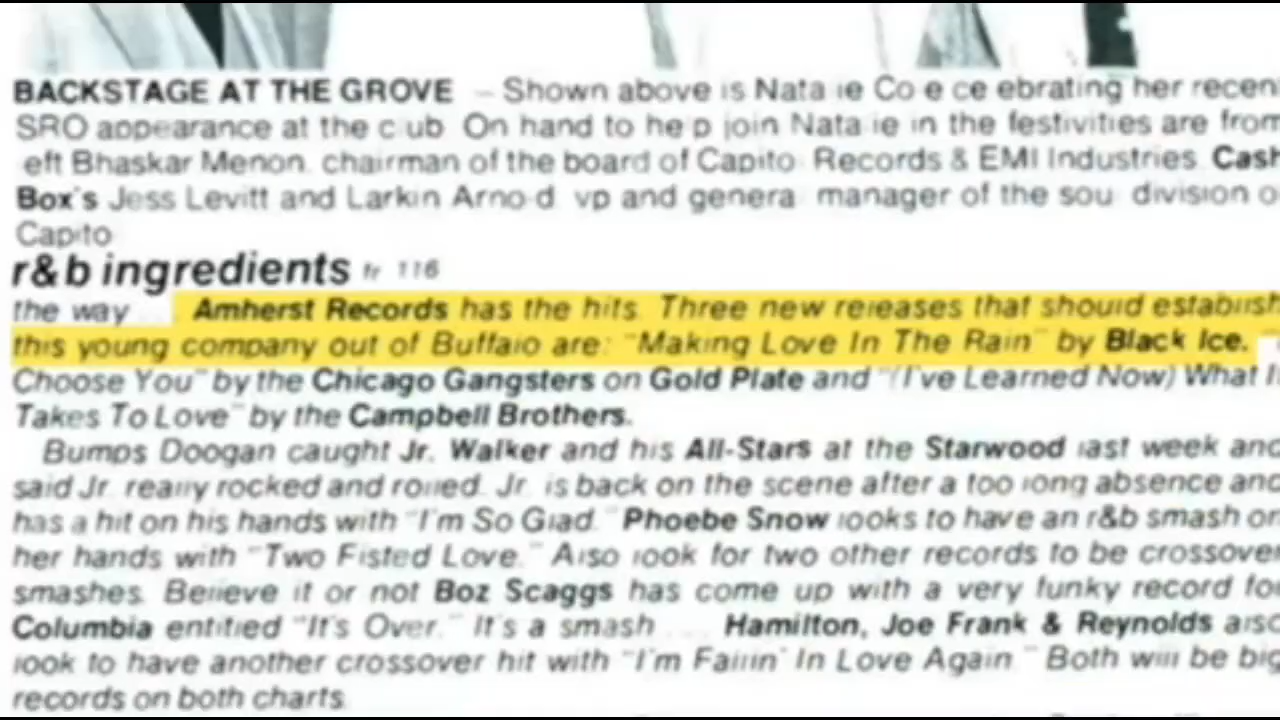 BACKSTAGE AT THE GROVE – Shown above is Natalie Cole celebrating her recen
SRO appearance at the club. On hand to help join Natalie in the festivities are from
left Bhaskar Menon, chairman of the board of Capitol Records & EMI Industries. Cash
Box's Jess Levitt and Larkin Arnold, vp and general manager of the soul division o
Capitol
r&b ingredients fr 116
the way ... Amherst Records has the hits. Three new releases that should establish
this young company out of Buffalo are: "Making Love In The Rain" by Black Ice. "
Choose You" by the Chicago Gangsters on Gold Plate and "(I've Learned Now) What I
Takes To Love" by the Campbell Brothers.
Bumps Doogan caught Jr. Walker and his All-Stars at the Starwood last week and
said Jr. really rocked and rolled. Jr. is back on the scene after a too long absence and
has a hit on his hands with "I'm So Glad." Phoebe Snow looks to have an r&b smash on
her hands with "Two Fisted Love." Also look for two other records to be crossover
smashes. Believe it or not Boz Scaggs has come up with a very funky record for
Columbia entitled "It's Over." It's a smash ... Hamilton, Joe Frank & Reynolds also
look to have another crossover hit with "I'm Fallin' In Love Again." Both will be big
records on both charts.